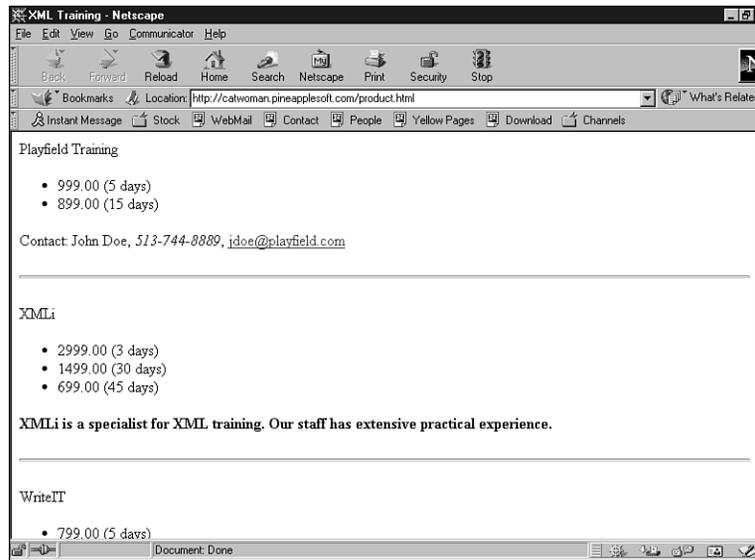 XML Training - Netscape
File Edit View Go Communicator Help
Back Forward Reload Home Search Netscape Print Security Stop
Bookmarks Location: http://catwoman.pineapplesoft.com/product.html What's Relate
Instant Message Stock WebMail Contact People Yellow Pages Download Channels
Playfield Training
• 999.00 (5 days)
• 899.00 (15 days)
Contact: John Doe, 513-744-8889, jdoe@playfield.com
XMLi
• 2999.00 (3 days)
• 1499.00 (30 days)
• 699.00 (45 days)
XMLi is a specialist for XML training. Our staff has extensive practical experience.
WriteIT
• 799.00 (5 days)
Document: Done